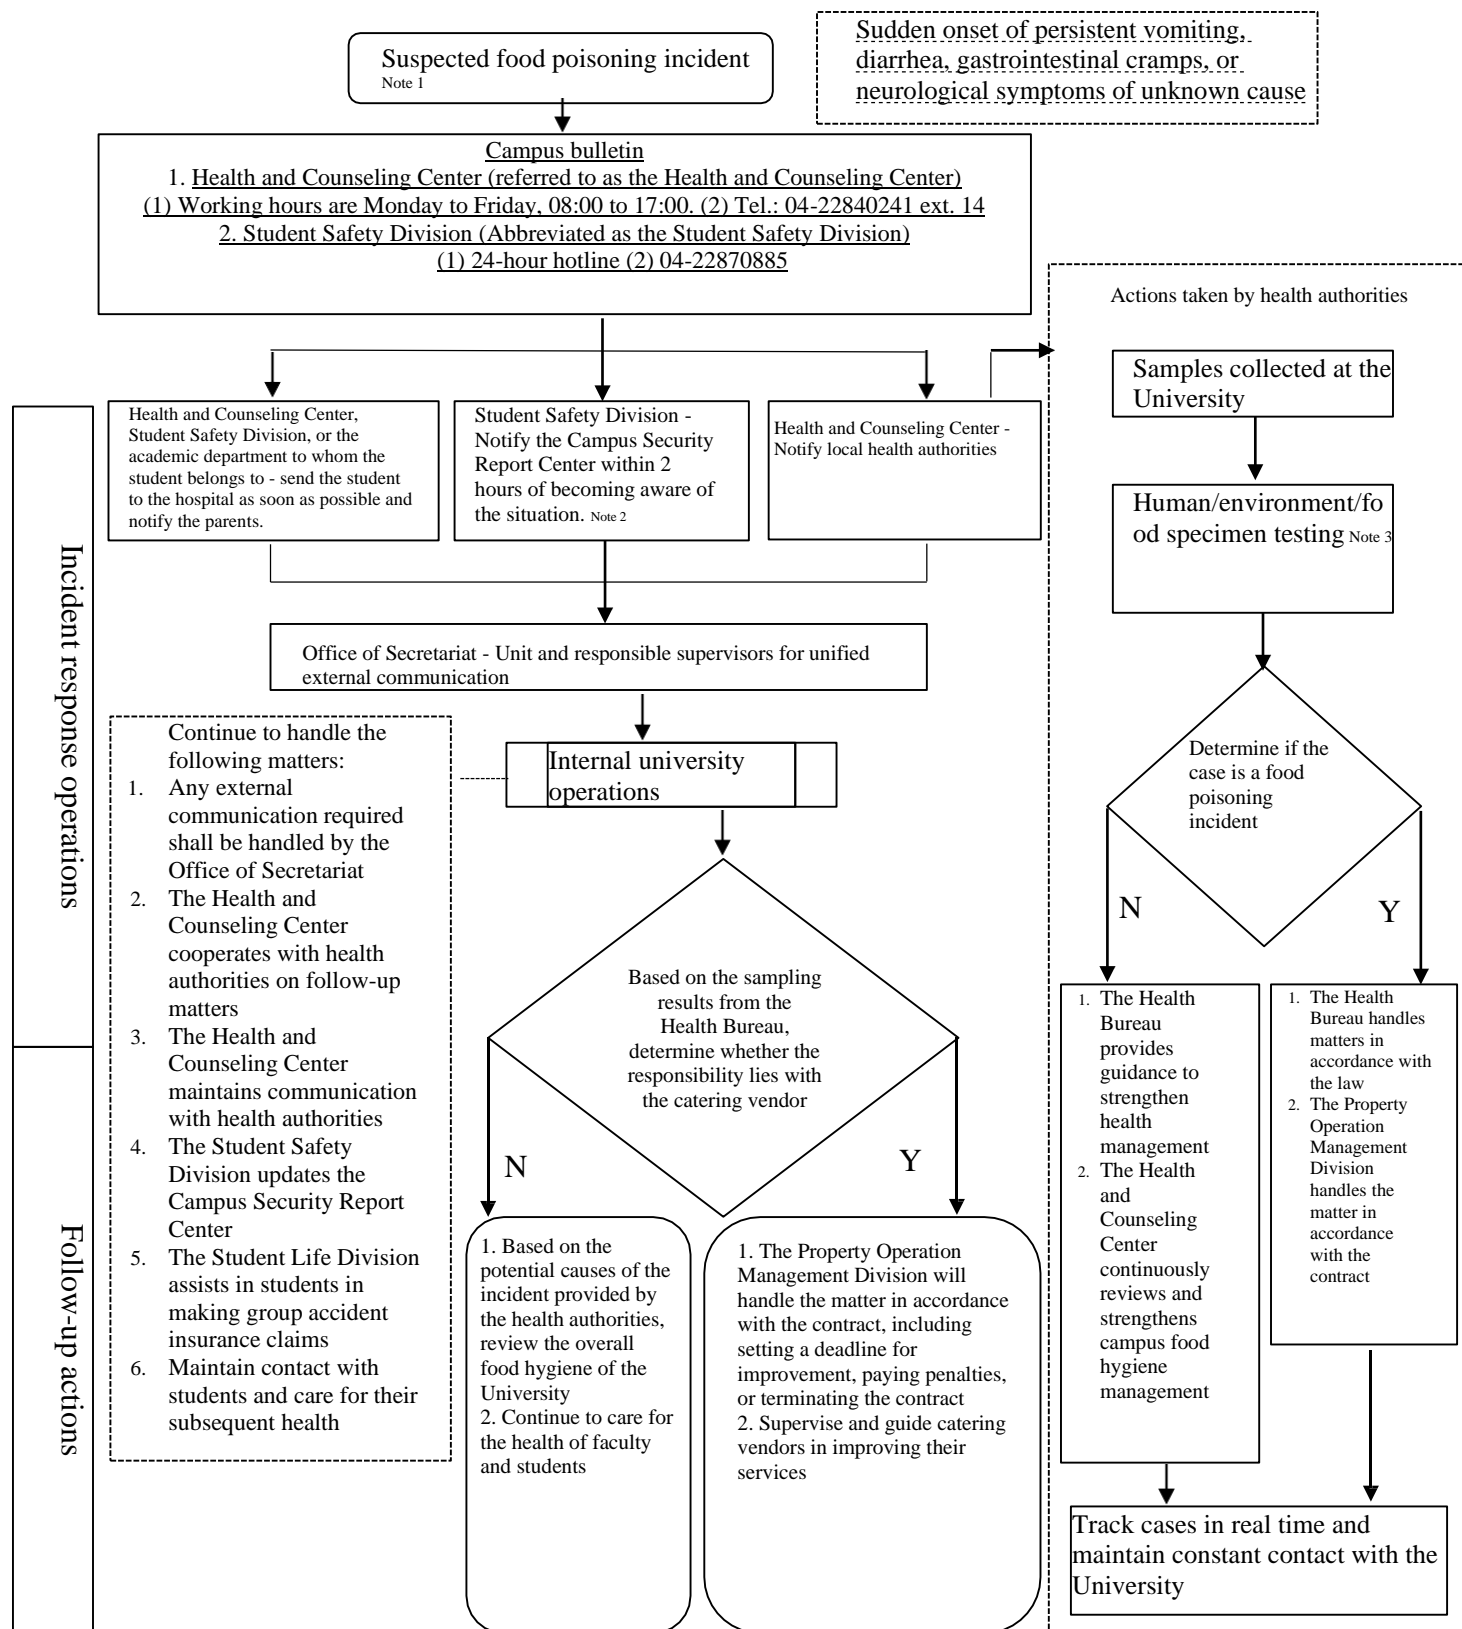 Suspected food poisoning incident
Note 1
Sudden onset of persistent vomiting,
diarrhea, gastrointestinal cramps, or
neurological symptoms of unknown cause
Campus bulletin
1. Health and Counseling Center (referred to as the Health and Counseling Center)
(1) Working hours are Monday to Friday, 08:00 to 17:00. (2) Tel.: 04-22840241 ext. 14
2. Student Safety Division (Abbreviated as the Student Safety Division)
(1) 24-hour hotline (2) 04-22870885
Incident response operations
Health and Counseling Center,
Student Safety Division, or the
academic department to whom the
student belongs to - send the student
to the hospital as soon as possible and
notify the parents.
Student Safety Division -
Notify the Campus Security
Report Center within 2
hours of becoming aware of
the situation. Note 2
Health and Counseling Center -
Notify local health authorities
Office of Secretariat - Unit and responsible supervisors for unified
external communication
Internal university
operations
Continue to handle the
following matters:
1. Any external
communication required
shall be handled by the
Office of Secretariat
2. The Health and
Counseling Center
cooperates with health
authorities on follow-up
matters
3. The Health and
Counseling Center
maintains communication
with health authorities
4. The Student Safety
Division updates the
Campus Security Report
Center
5. The Student Life Division
assists in students in
making group accident
insurance claims
6. Maintain contact with
students and care for their
subsequent health
Based on the sampling
results from the
Health Bureau,
determine whether the
responsibility lies with
the catering vendor
N
Y
Follow-up actions
1. Based on the
potential causes of the
incident provided by
the health authorities,
review the overall
food hygiene of the
University
2. Continue to care for
the health of faculty
and students
1. The Property Operation
Management Division will
handle the matter in accordance
with the contract, including
setting a deadline for
improvement, paying penalties,
or terminating the contract
2. Supervise and guide catering
vendors in improving their
services
Actions taken by health authorities
Samples collected at the
University
Human/environment/fo
od specimen testing Note 3
Determine if the
case is a food
poisoning
incident
N
Y
1. The Health
Bureau
provides
guidance to
strengthen
health
management
2. The Health
and
Counseling
Center
continuously
reviews and
strengthens
campus food
hygiene
management
1. The Health
Bureau handles
matters in
accordance with
the law
2. The Property
Operation
Management
Division
handles the
matter in
accordance
with the
contract
Track cases in real time and
maintain constant contact with the
University